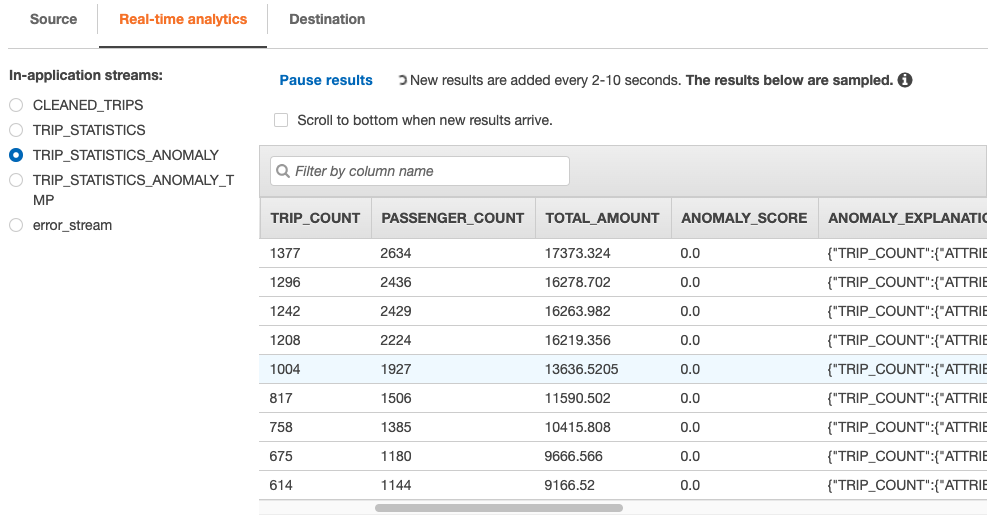 Source Real-time analytics Destination
In-application streams:
CLEANED_TRIPS
TRIP_STATISTICS
TRIP_STATISTICS_ANOMALY
TRIP_STATISTICS_ANOMALY_T
MP
error_stream
Pause results New results are added every 2-10 seconds. The results below are sampled.
Scroll to bottom when new results arrive.
Filter by column name
TRIP_COUNT PASSENGER_COUNT TOTAL_AMOUNT ANOMALY_SCORE ANOMALY_EXPLANATIO
1377 2634 17373.324 0.0 {"TRIP_COUNT":{"ATTRIE
1296 2436 16278.702 0.0 {"TRIP_COUNT":{"ATTRIE
1242 2429 16263.982 0.0 {"TRIP_COUNT":{"ATTRIE
1208 2224 16219.356 0.0 {"TRIP_COUNT":{"ATTRIE
1004 1927 13636.5205 0.0 {"TRIP_COUNT":{"ATTRIE
817 1506 11590.502 0.0 {"TRIP_COUNT":{"ATTRIE
758 1385 10415.808 0.0 {"TRIP_COUNT":{"ATTRIE
675 1180 9666.566 0.0 {"TRIP_COUNT":{"ATTRIE
614 1144 9166.52 0.0 {"TRIP_COUNT":{"ATTRIE